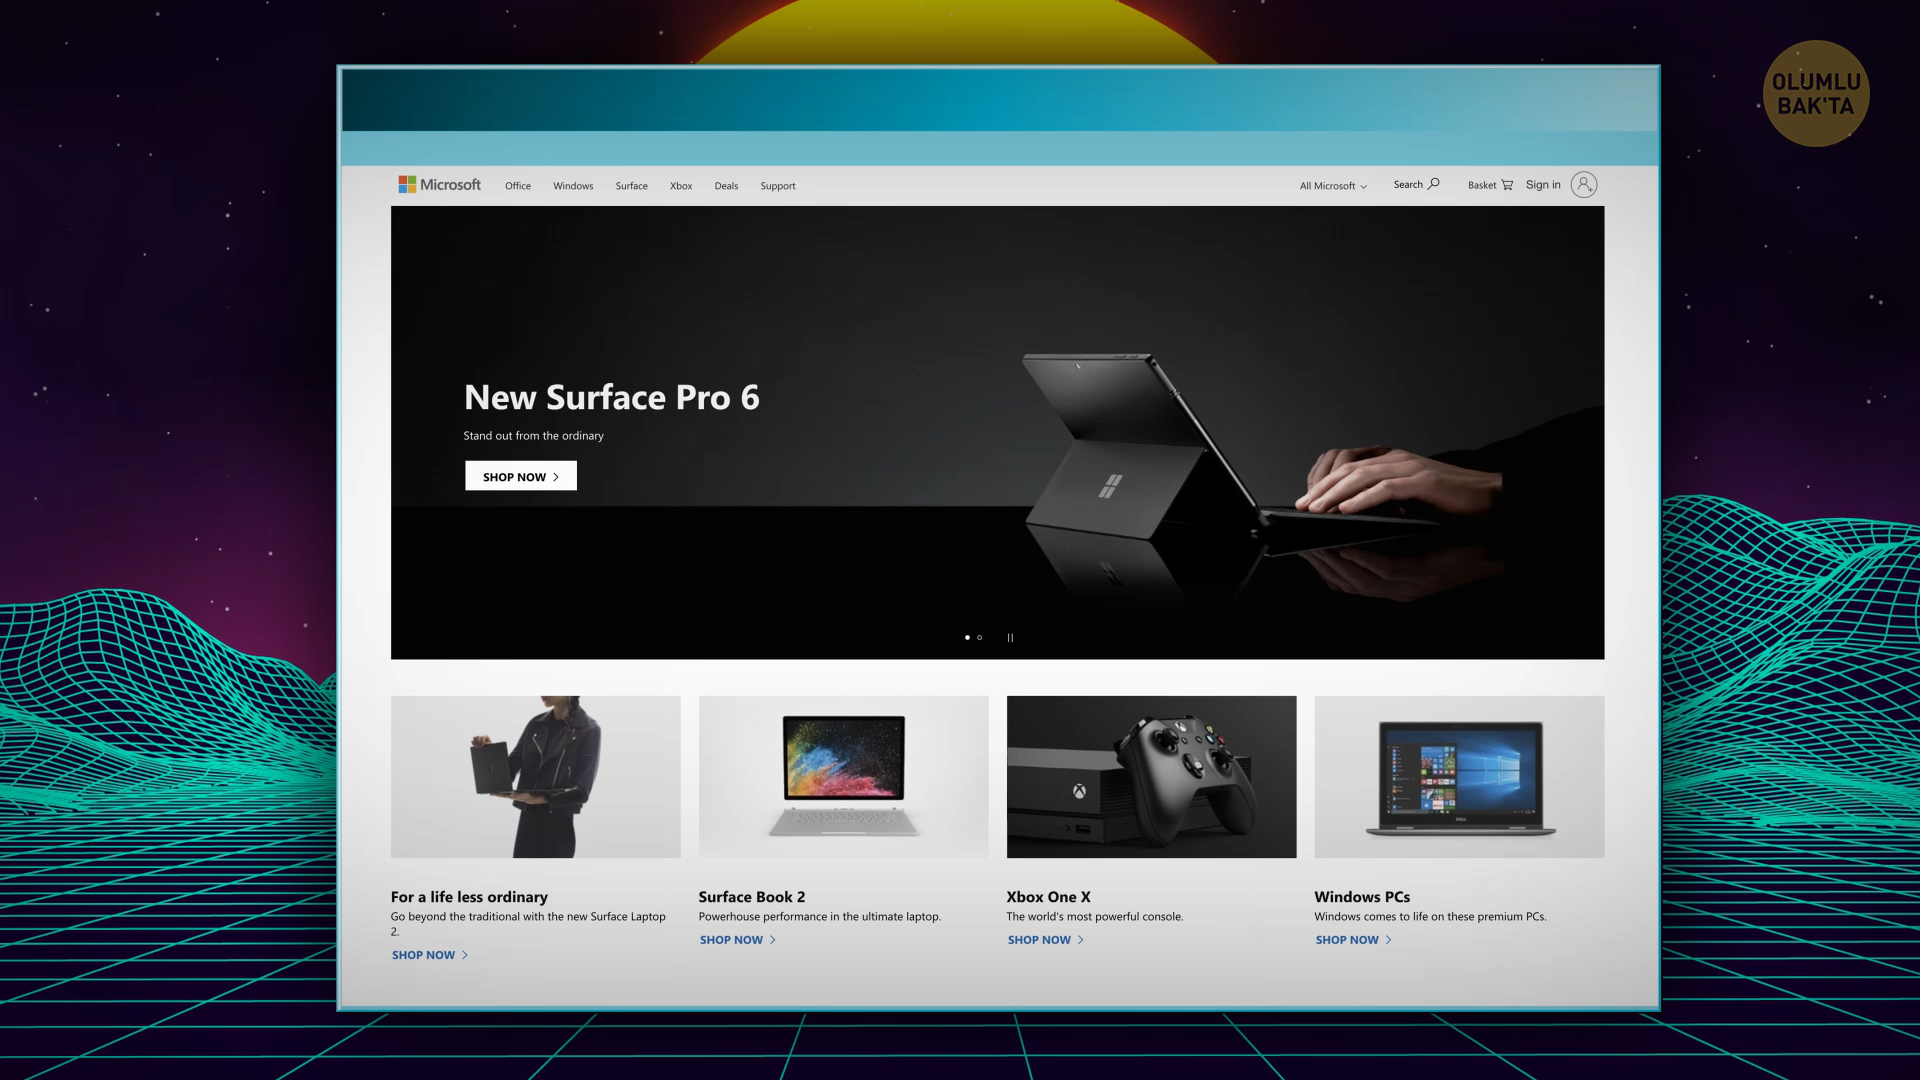 OLUMLU
BAK'TA
Microsoft
Office
Windows
Surface
Xbox
Deals
Support
All Microsoft
Search
Basket
Sign in
New Surface Pro 6
Stand out from the ordinary
SHOP NOW
For a life less ordinary
Go beyond the traditional with the new Surface Laptop
2.
SHOP NOW
Surface Book 2
Powerhouse performance in the ultimate laptop.
SHOP NOW
Xbox One X
The world's most powerful console.
SHOP NOW
Windows PCs
Windows comes to life on these premium PCs.
SHOP NOW